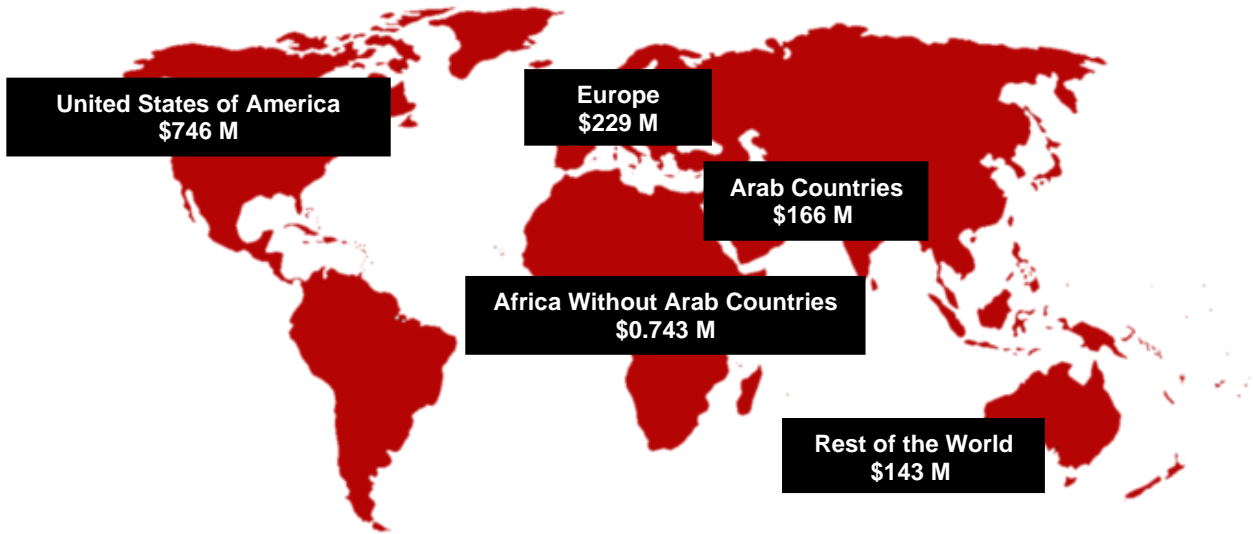 United States of America
$746 M
Europe
$229 M
Arab Countries
$166 M
Africa Without Arab Countries
$0.743 M
Rest of the World
$143 M